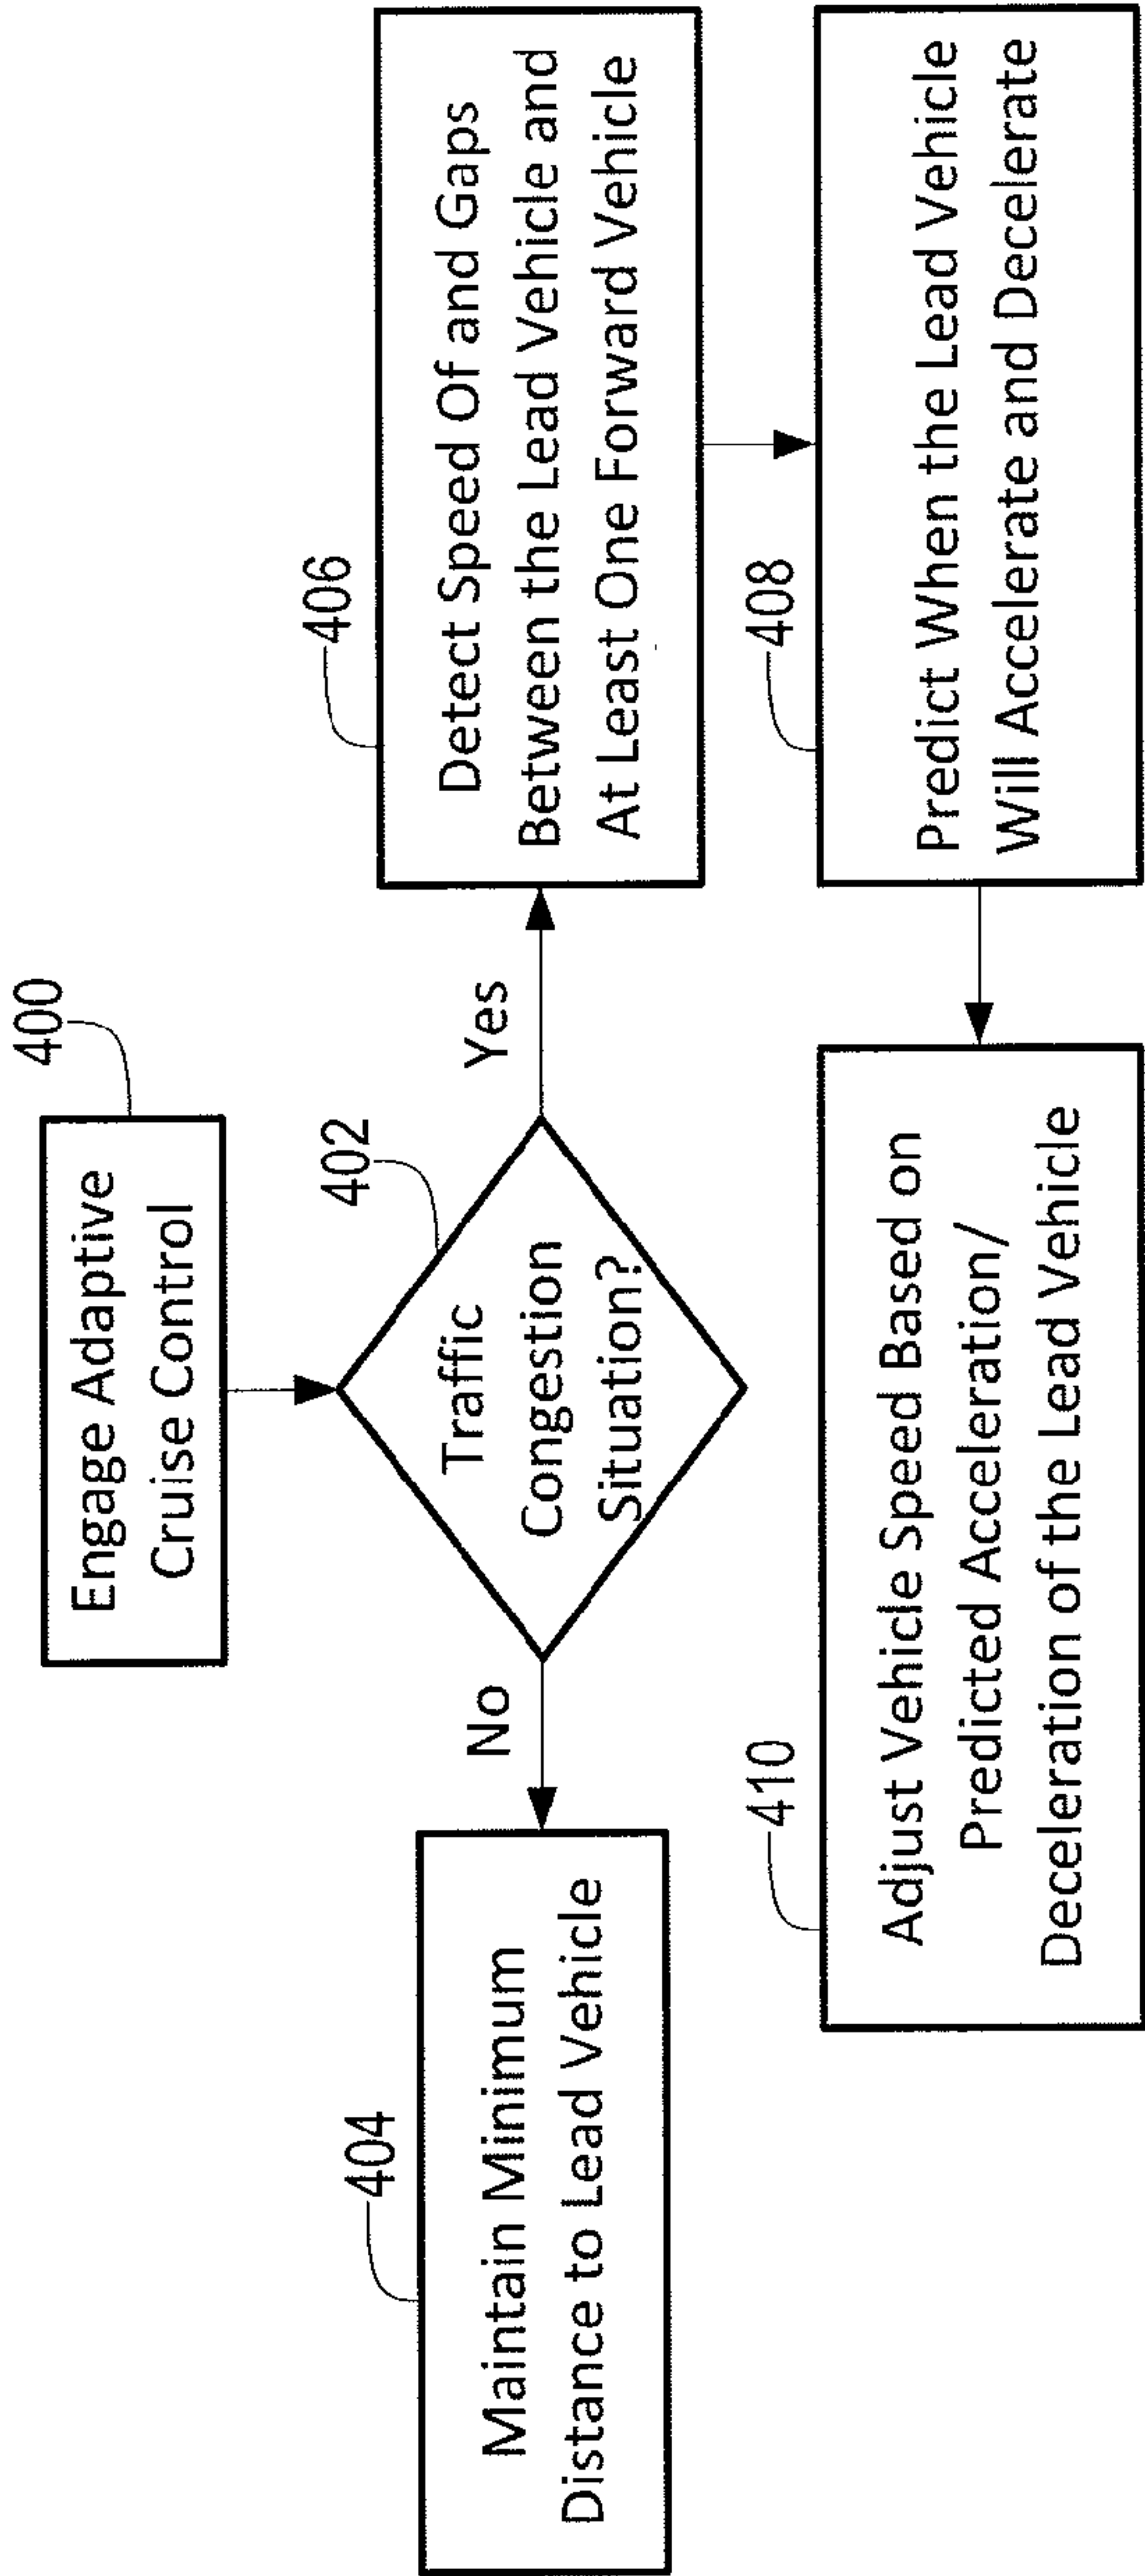 400
Engage Adaptive
Cruise Control
402
Traffic
Congestion
Situation?
No
Yes
404
Maintain Minimum
Distance to Lead Vehicle
406
Detect Speed Of and Gaps
Between the Lead Vehicle and
At Least One Forward Vehicle
408
Predict When the Lead Vehicle
Will Accelerate and Decelerate
410
Adjust Vehicle Speed Based on
Predicted Acceleration/
Deceleration of the Lead Vehicle